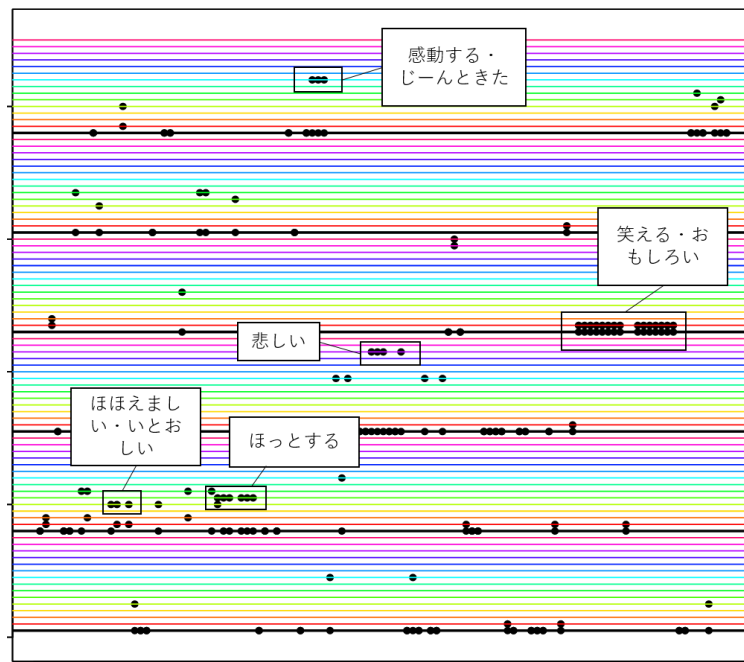 感動する・
じーんときた
笑える・お
もしろい
悲しい
ほほえまし
い・いとお
しい
ほっとする